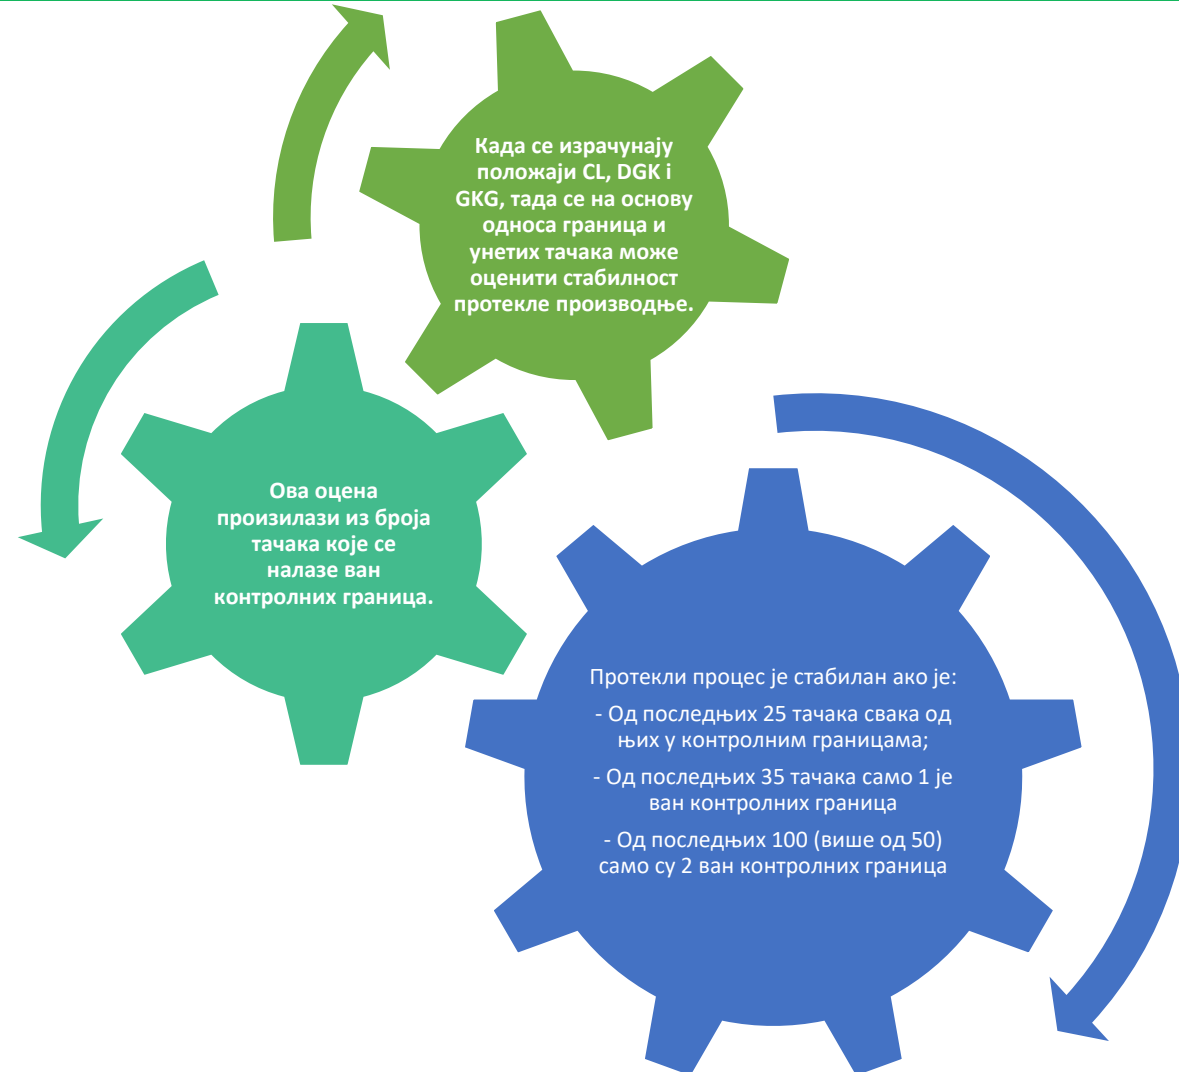 Када се израчунају
положаји CL, DGK i
GKG, тада се на основу
односа граница и
унетих тачака може
оценити стабилност
протекле производње.
Ова оцена
произилази из броја
тачака које се
налазе ван
контролних граница.
Протекли процес је стабилан ако је:
- Од последњих 25 тачака свака од
њих у контролним границама;
- Од последњих 35 тачака само 1 је
ван контролних граница
- Од последњих 100 (више од 50)
само су 2 ван контролних граница